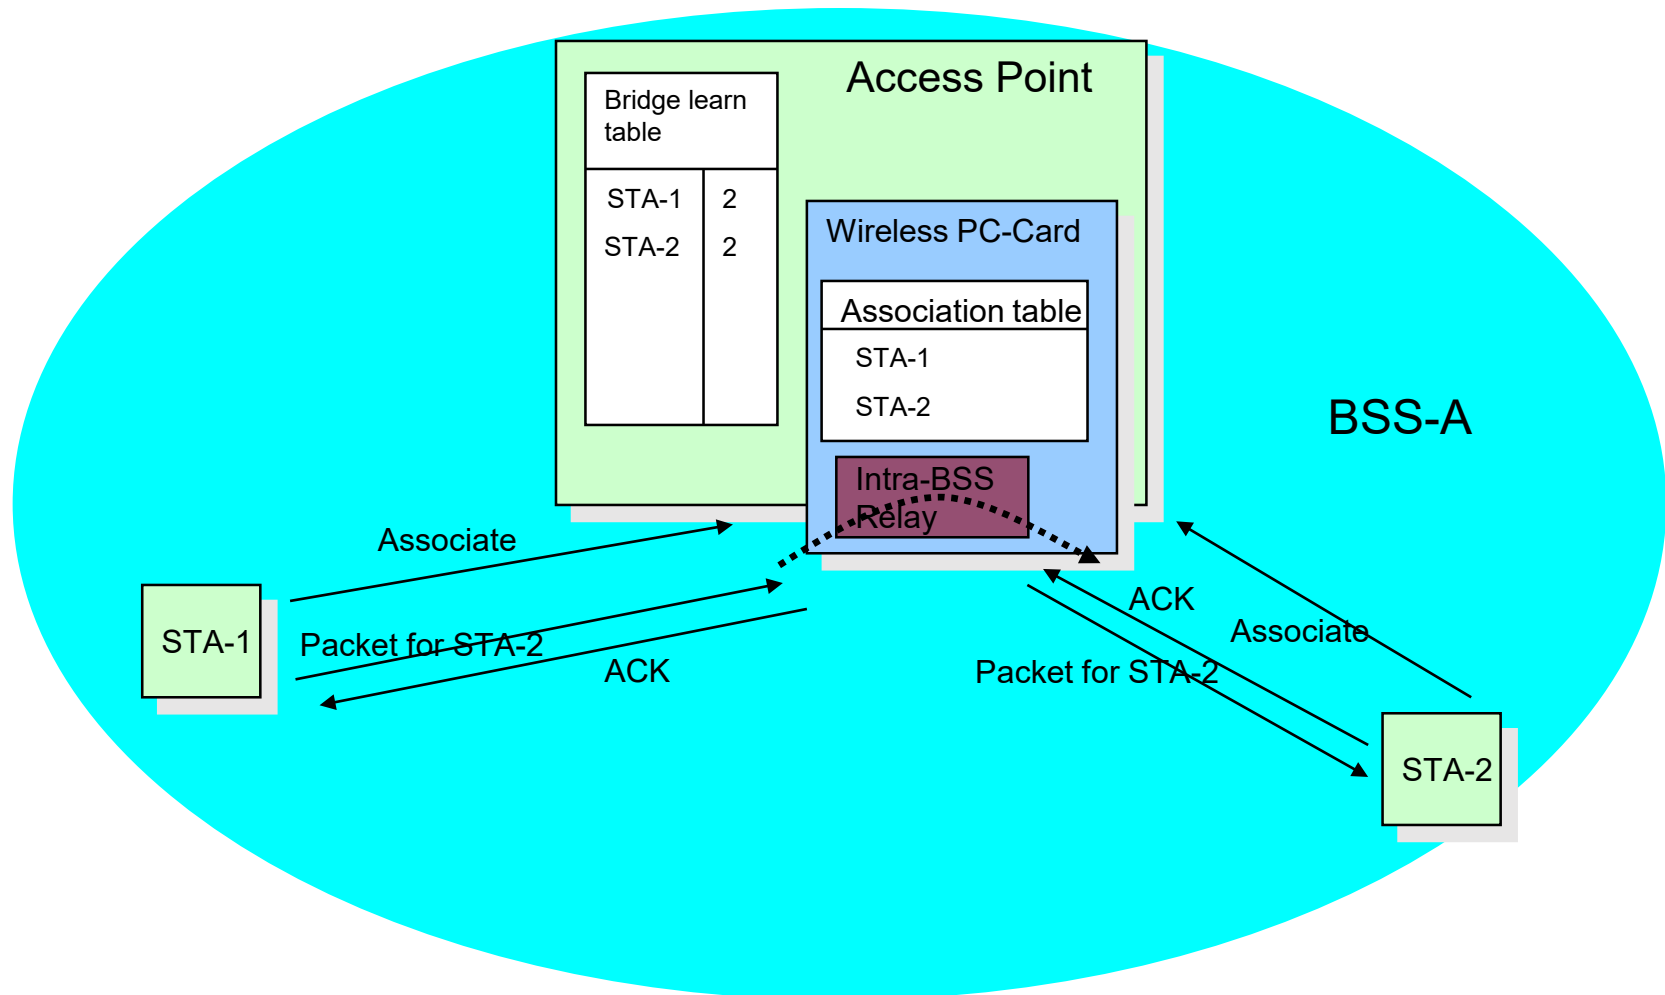 Access Point
Bridge learn
table
STA-1 2
STA-2 2
Wireless PC-Card
Association table
STA-1
STA-2
BSS-A
Intra-BSS
Relay
Associate
ACK
Associate
STA-1
Packet for STA-2
ACK
Packet for STA-2
STA-2